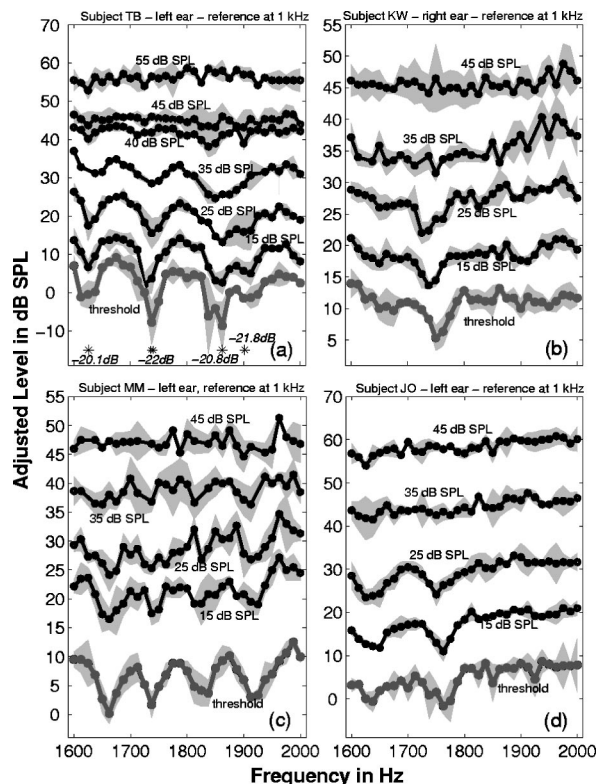 Subject TB – left ear – reference at 1 kHz
Subject KW – right ear – reference at 1 kHz
Adjusted Level in dB SPL
70
60
50
40
30
20
10
0
−10
55 dB SPL
45 dB SPL
40 dB SPL
35 dB SPL
25 dB SPL
15 dB SPL
threshold
−20.1dB
−22dB
−20.8dB
−21.8dB
(a)
55
50
45
40
35
30
25
20
15
10
5
0
45 dB SPL
35 dB SPL
25 dB SPL
15 dB SPL
threshold
(b)
Subject MM – left ear, reference at 1 kHz
Subject JO – left ear – reference at 1 kHz
55
50
45
40
35
30
25
20
15
10
5
0
45 dB SPL
35 dB SPL
25 dB SPL
15 dB SPL
threshold
(c)
1600
1700
1800
1900
2000
70
60
50
40
30
20
10
0
45 dB SPL
35 dB SPL
25 dB SPL
15 dB SPL
threshold
(d)
1600
1700
1800
1900
2000
Frequency in Hz